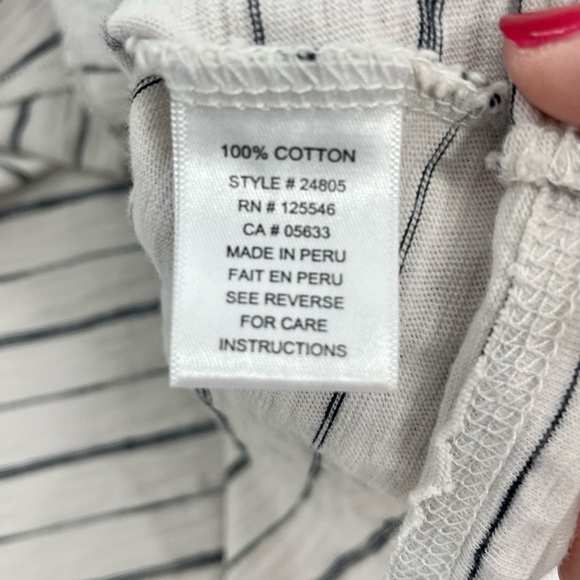 100% COTTON
STYLE # 24805
RN # 125546
CA # 05633
MADE IN PERU
FAIT EN PERU
SEE REVERSE
FOR CARE
INSTRUCTIONS